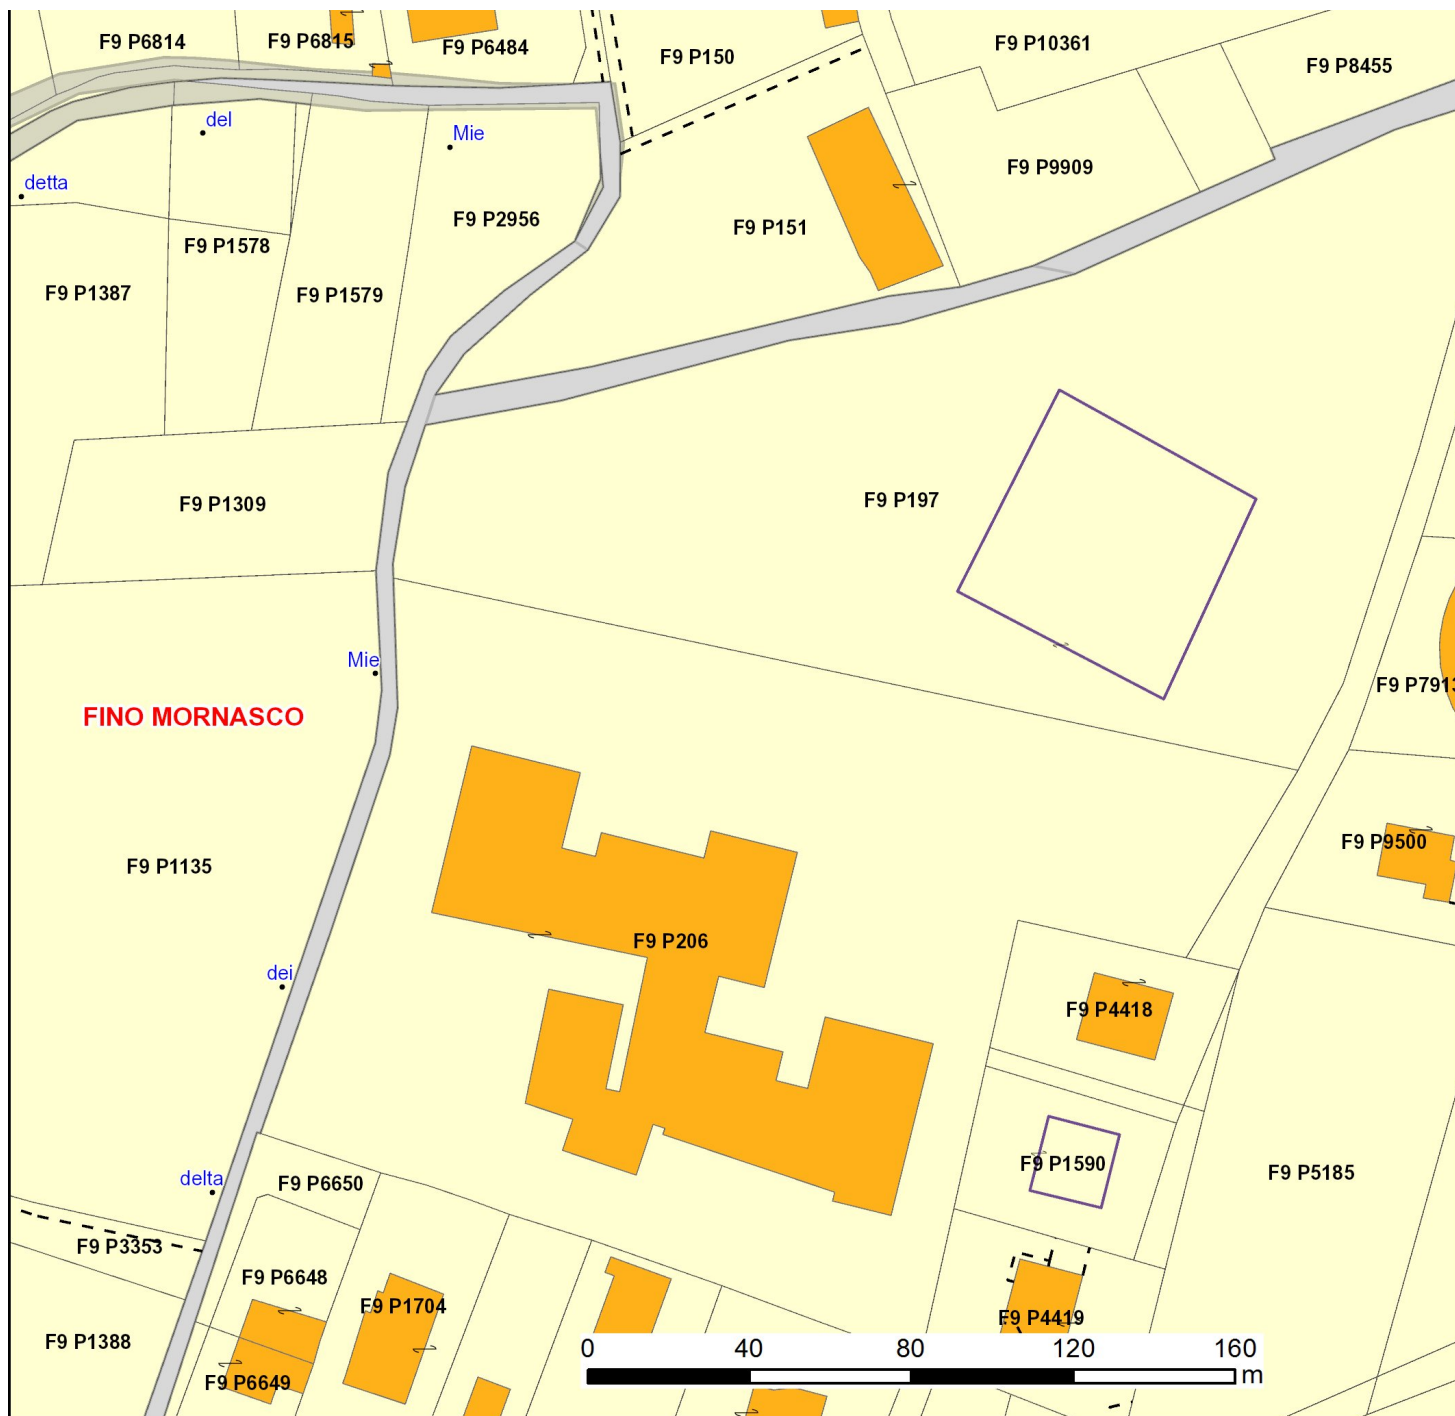 F9 P6814
F9 P6815
F9 P6484
F9 P150
F9 P10361
F9 P8455
del
Mie
detta
F9 P9909
F9 P2956
F9 P151
F9 P1578
F9 P1387
F9 P1579
F9 P1309
F9 P197
Mie
F9 P7913
FINO MORNASCO
F9 P9500
F9 P1135
F9 P206
dei
F9 P4418
F9 P1590
F9 P5185
delta
F9 P6650
F9 P3353
F9 P6648
F9 P1704
F9 P4419
F9 P1388
F9 P6649
0 40 80 120 160
m